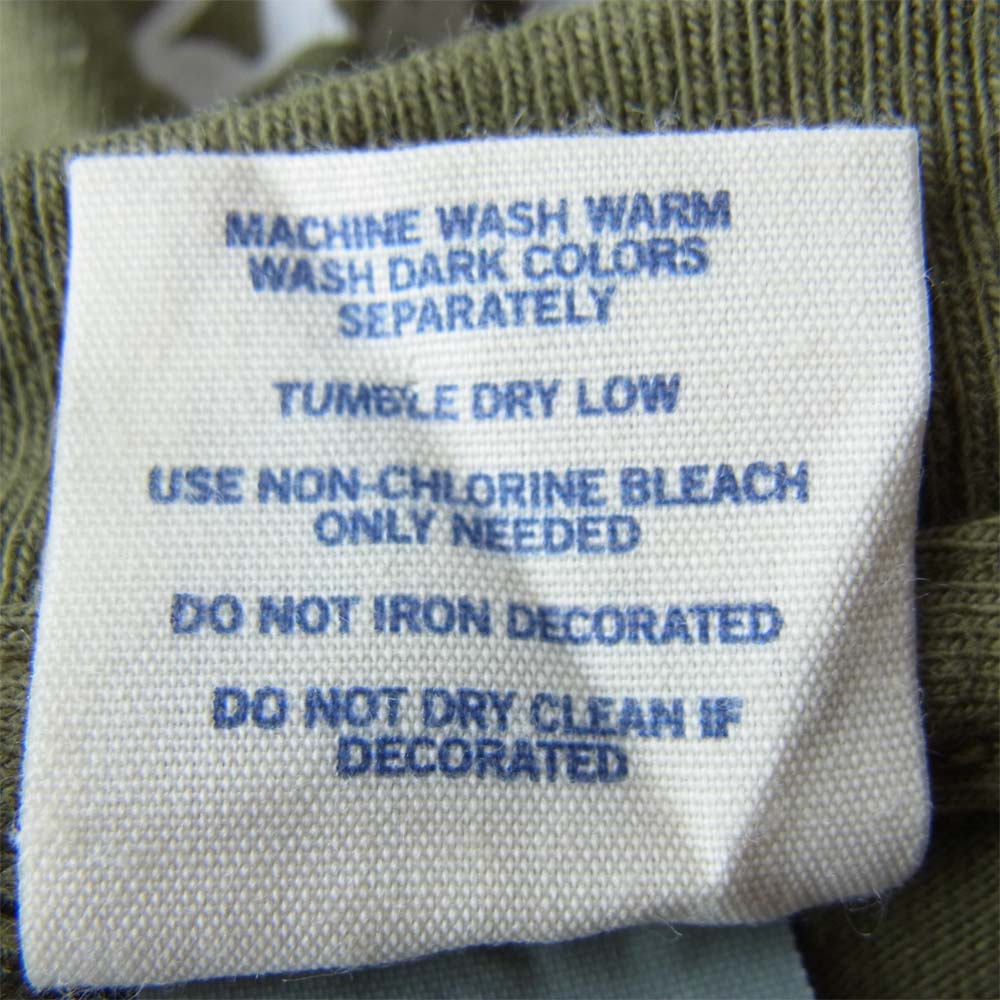 MACHINE WASH WARM
WASH DARK COLORS
SEPARATELY
TUMBLE DRY LOW
USE NON-CHLORINE BLEACH
ONLY NEEDED
DO NOT IRON DECORATED
DO NOT DRY CLEAN IF
DECORATED